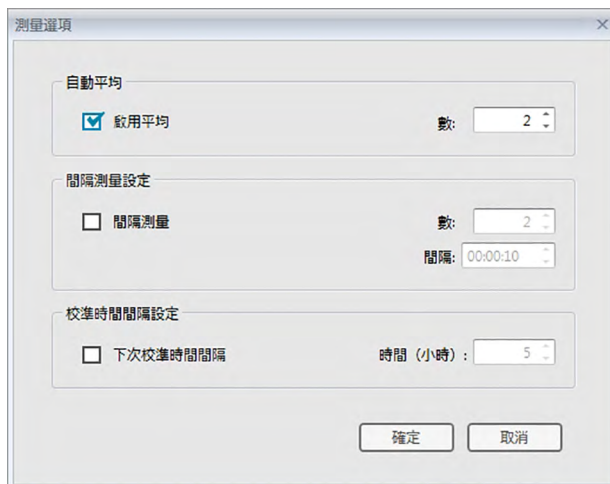 測量選項
自動平均
啟用平均 數: 2
間隔測量設定
間隔測量 數: 2
間隔: 00:00:10
校準時間間隔設定
下次校準時間間隔 時間（小時）: 5
確定 取消